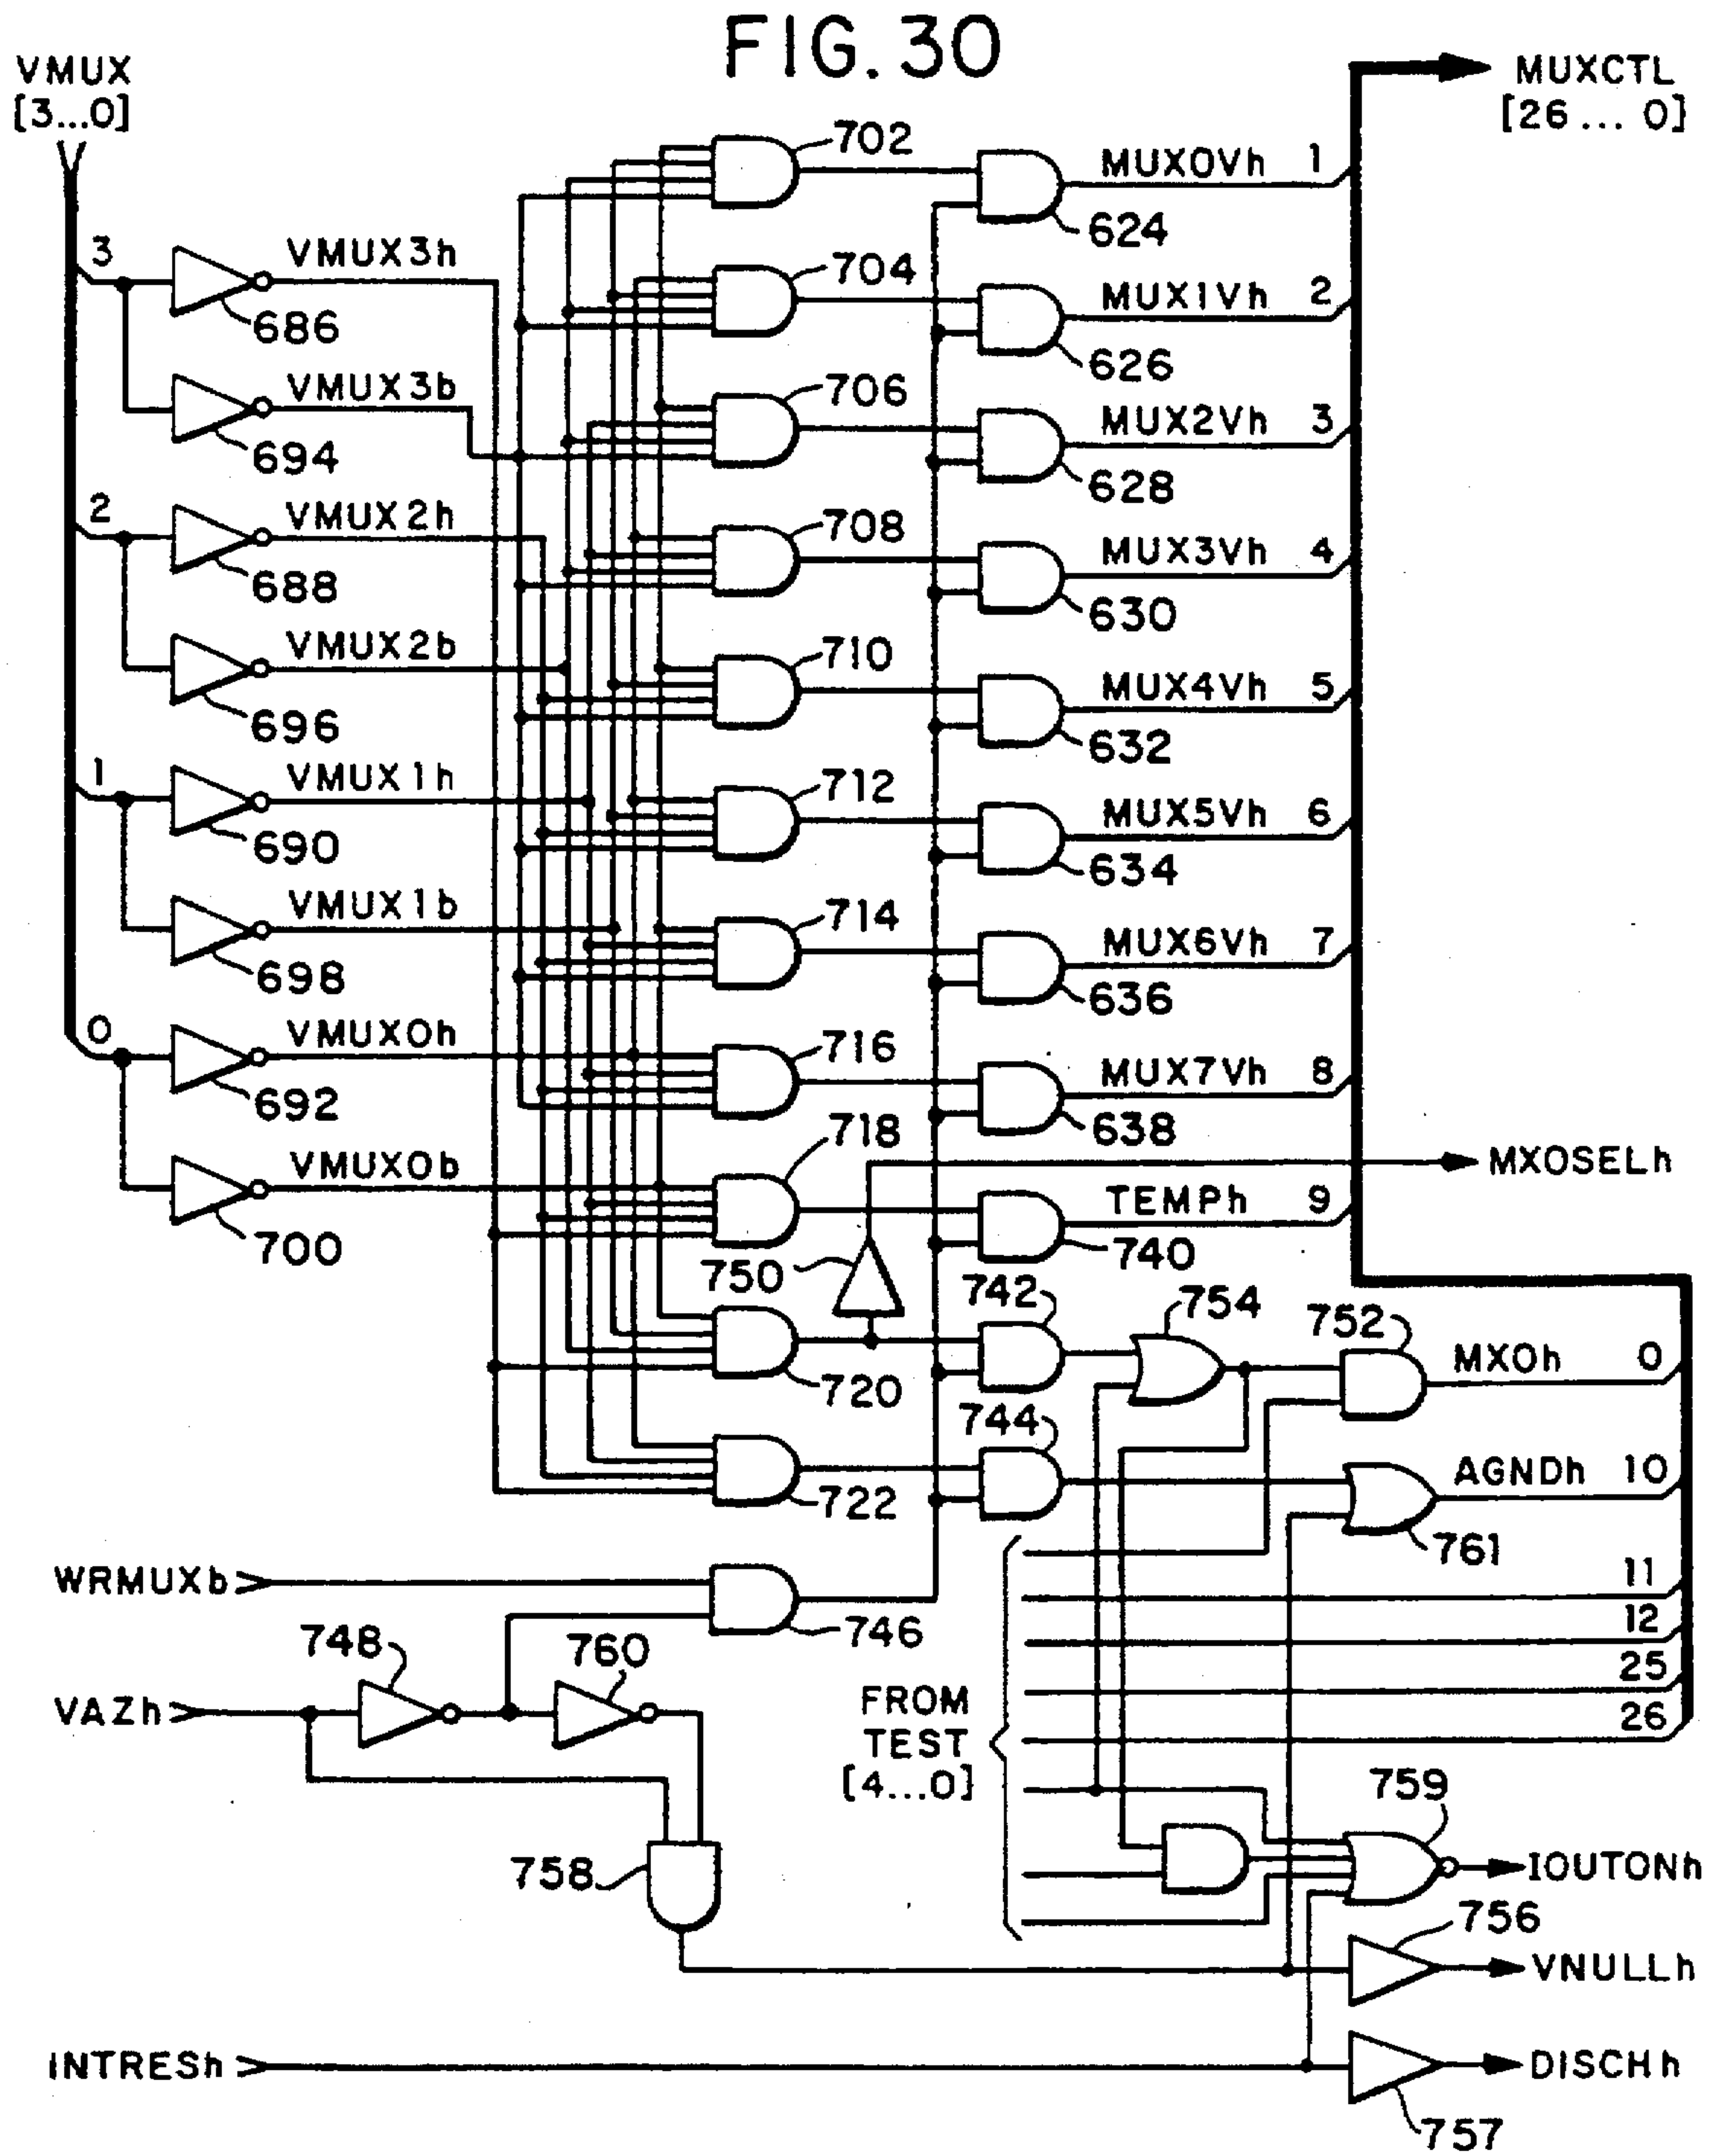 FIG. 30
VMUX
[3...0]
MUXCTL
[26 ... 0]
702
MUX0Vh 1
624
3
VMUX3h
686
704
MUX1Vh 2
626
VMUX3b
694
706
MUX2Vh 3
628
2
VMUX2h
688
708
MUX3Vh 4
630
VMUX2b
696
710
MUX4Vh 5
632
1
VMUX1h
690
712
MUX5Vh 6
634
VMUX1b
698
714
MUX6Vh 7
636
0
VMUX0h
692
716
MUX7Vh 8
638
718
MXOSELh
VMUX0b
700
TEMPh 9
740
750
742
754
752
MXOh 0
720
744
AGNDh 10
722
761
WRMUXb
746
11
12
25
26
748
760
VAZh
FROM
TEST
[4...0]
759
758
IOUTONh
756
VNULLh
INTRESh
DISCHh
757